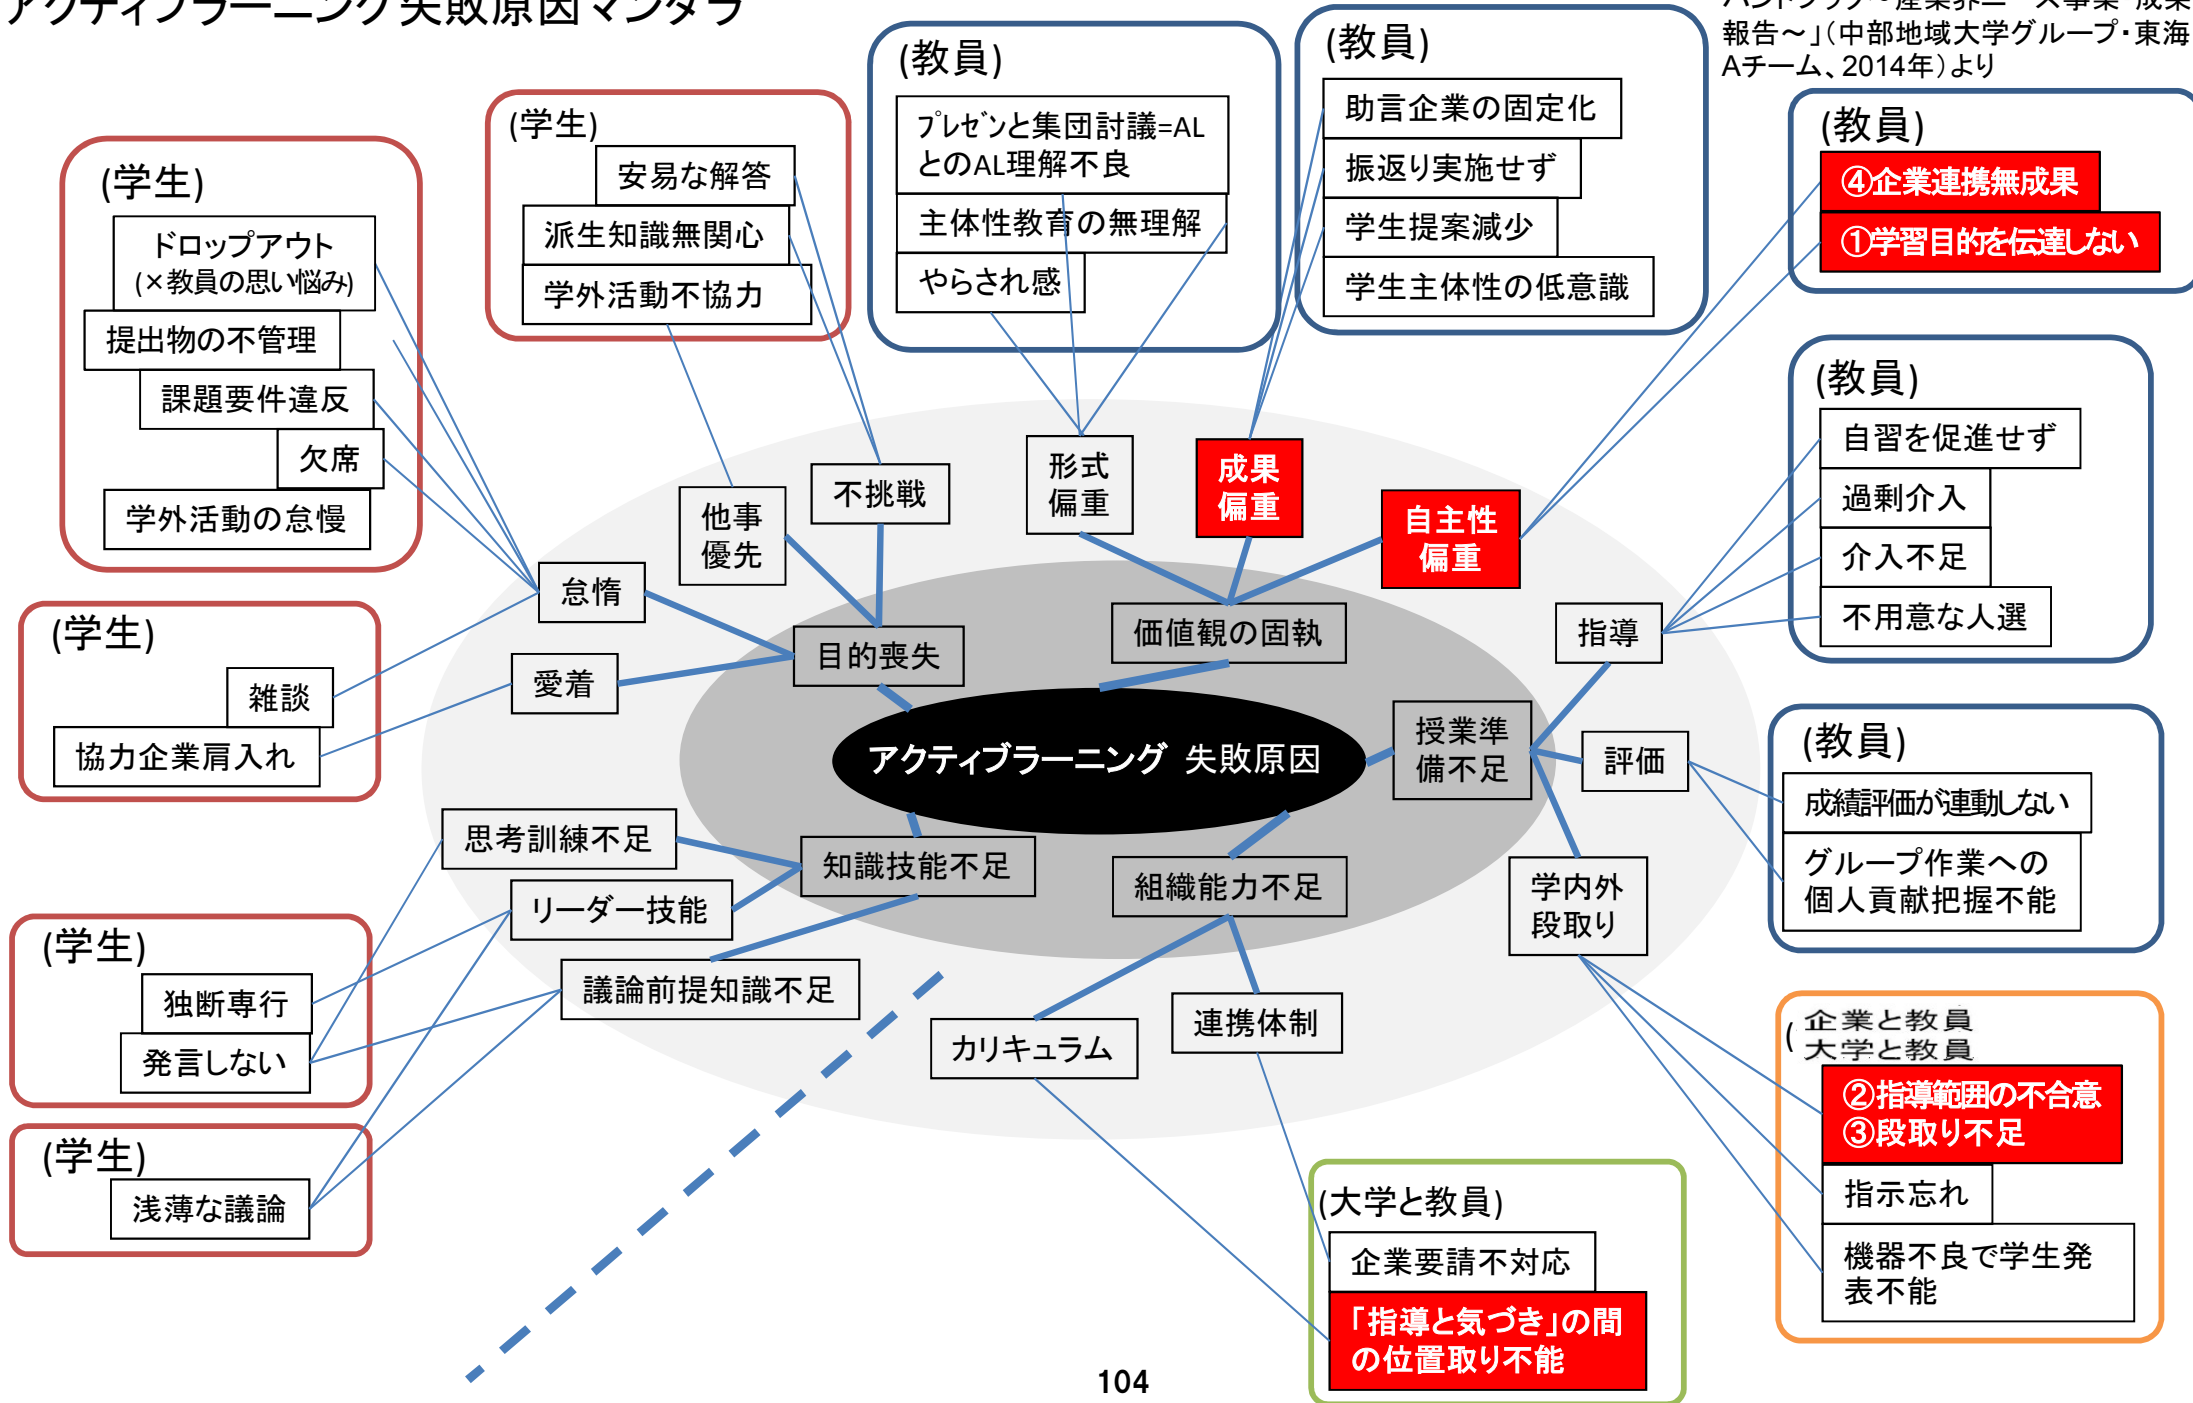 アクティブラーニング失敗原因マンダラ
ハンドブック～産業界ニーズ事業 成果
報告～」（中部地域大学グループ・東海
Aチーム、2014年）より
(学生)
ドロップアウト
(×教員の思い悩み)
提出物の不管理
課題要件違反
欠席
学外活動の怠慢
(学生)
安易な解答
派生知識無関心
学外活動不協力
(教員)
ﾌﾟﾚｾﾞﾝと集団討議=AL
とのAL理解不良
主体性教育の無理解
やらされ感
(教員)
助言企業の固定化
振返り実施せず
学生提案減少
学生主体性の低意識
(教員)
④企業連携無成果
①学習目的を伝達しない
(教員)
自習を促進せず
過剰介入
介入不足
不用意な人選
(学生)
雑談
協力企業肩入れ
怠惰
愛着
他事
優先
不挑戦
形式
偏重
成果
偏重
自主性
偏重
目的喪失
価値観の固執
指導
評価
授業準
備不足
学内外
段取り
アクティブラーニング 失敗原因
(教員)
成績評価が連動しない
グループ作業への
個人貢献把握不能
思考訓練不足
リーダー技能
議論前提知識不足
知識技能不足
組織能力不足
カリキュラム
連携体制
(学生)
独断専行
発言しない
(学生)
浅薄な議論
(大学と教員)
企業要請不対応
「指導と気づき」の間
の位置取り不能
(企業と教員
大学と教員
②指導範囲の不合意
③段取り不足
指示忘れ
機器不良で学生発
表不能
104